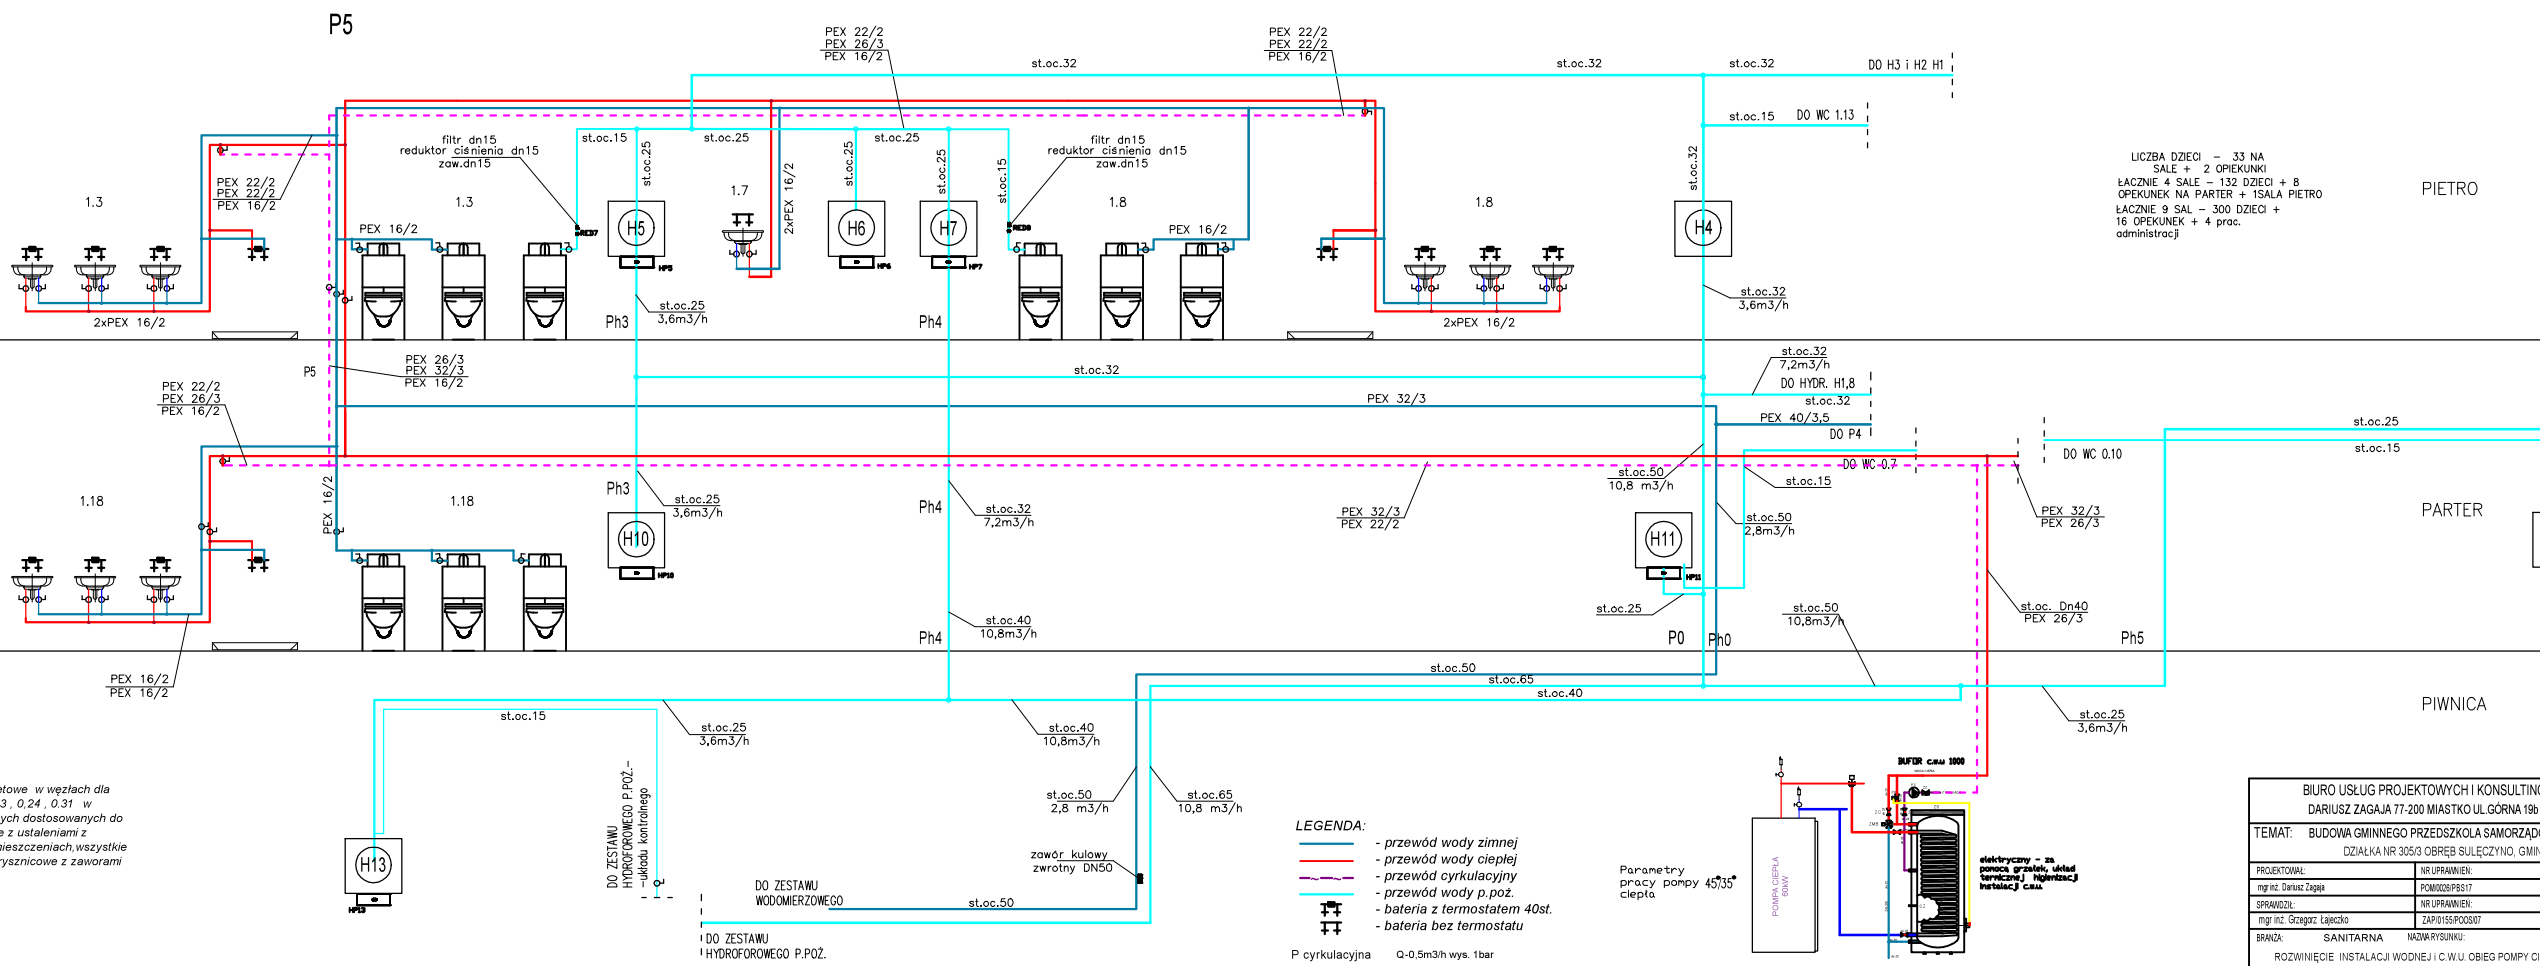 P5
PEX 22/2
PEX 26/3
PEX 16/2
PEX 22/2
PEX 22/2
PEX 16/2
st.oc.32
st.oc.32
st.oc.32
DO H3 i H2 H1
st.oc.15
DO WC 1.13
filtr dn15
reduktor ciśnienia dn15
zaw.dn15
st.oc.15
st.oc.25
st.oc.25
filtr dn15
reduktor ciśnienia dn15
zaw.dn15
st.oc.25
st.oc.25
st.oc.25
st.oc.15
st.oc.32
LICZBA DZIECI - 33 NA
SALE + 2 OPIEKUNKI
ŁACZNIE 4 SALE - 132 DZIECI + 8
OPEKUNEK NA PARTER + 1SALA PIETRO
ŁACZNIE 9 SAL - 300 DZIECI +
16 OPEKUNEK + 4 prac.
administracji
PIETRO
PEX 22/2
PEX 22/2
PEX 16/2
1.3
1.3
1.7
2xPEX 16/2
1.8
1.8
PEX 16/2
RED7
H5
H6
H7
RED8
PEX 16/2
H4
HP5
HP6
HP7
2xPEX 16/2
Ph3
st.oc.25
3,6m3/h
Ph4
2xPEX 16/2
st.oc.32
3,6m3/h
P5
PEX 26/3
PEX 32/3
PEX 16/2
PEX 22/2
PEX 26/3
PEX 16/2
st.oc.32
st.oc.32
7,2m3/h
DO HYDR. H1,8
st.oc.32
PEX 32/3
PEX 40/3,5
DO P4
st.oc.25
st.oc.15
DO WC 0.10
DO WC 0.7
st.oc.15
st.oc.50
10,8 m3/h
1.18
PEX 16/2
1.18
Ph3
st.oc.25
3,6m3/h
Ph4
st.oc.32
7,2m3/h
PEX 32/3
PEX 22/2
st.oc.50
2,8m3/h
PEX 32/3
PEX 26/3
PARTER
H10
HP10
H11
HP11
st.oc.25
st.oc.50
10,8m3/h
st.oc. Dn40
PEX 26/3
Ph4
st.oc.40
10,8m3/h
P0
Ph0
Ph5
PEX 16/2
PEX 16/2
st.oc.50
st.oc.65
st.oc.40
st.oc.15
st.oc.25
3,6m3/h
st.oc.40
10,8m3/h
st.oc.25
3,6m3/h
PIWNICA
DO ZESTAWU
HYDROFOROWEGO P.POŻ.-
-układu kontrolnego
st.oc.50
2,8 m3/h
st.oc.65
10,8 m3/h
etowe w węzłach dla
3 , 0,24 , 0.31 w
ych dostosowanych do
e z ustaleniami z
mieszczeniach,wszystkie
rysznicowe z zaworami
H13
HP13
zawór kulowy
zwrotny DN50
DO ZESTAWU
WODOMIERZOWEGO
st.oc.50
DO ZESTAWU
HYDROFOROWEGO P.POŻ.
LEGENDA:
- przewód wody zimnej
- przewód wody ciepłej
- przewód cyrkulacyjny
- przewód wody p.poż.
- bateria z termostatem 40st.
- bateria bez termostatu
P cyrkulacyjna Q-0,5m3/h wys. 1bar
Parametry
pracy pompy 45°/35°
ciepła
POMPA CIEPŁA
60kW
BUFOR c.w.u 1000
elektryczny - za
pomocą grzałek, układ
termicznej higienizacji
instalacji c.w.u.
BIURO USŁUG PROJEKTOWYCH I KONSULTING
DARIUSZ ZAGAJA 77-200 MIASTKO UL.GÓRNA 19b
TEMAT: BUDOWA GMINNEGO PRZEDSZKOLA SAMORZĄDO
DZIAŁKA NR 305/3 OBRĘB SULĘCZYNO, GMIN
PROJEKTOWAŁ: NR UPRAWNIEŃ:
mgr inż. Dariusz Zagaja POM/0026/PBS17
SPRAWDZIŁ: NR UPRAWNIEŃ:
mgr inż. Grzegorz Łajeczko ZAP/0155/POOS/07
BRANŻA: SANITARNA NAZWA RYSUNKU:
ROZWINIĘCIE INSTALACJI WODNEJ i C.W.U. OBIEG POMPY CI